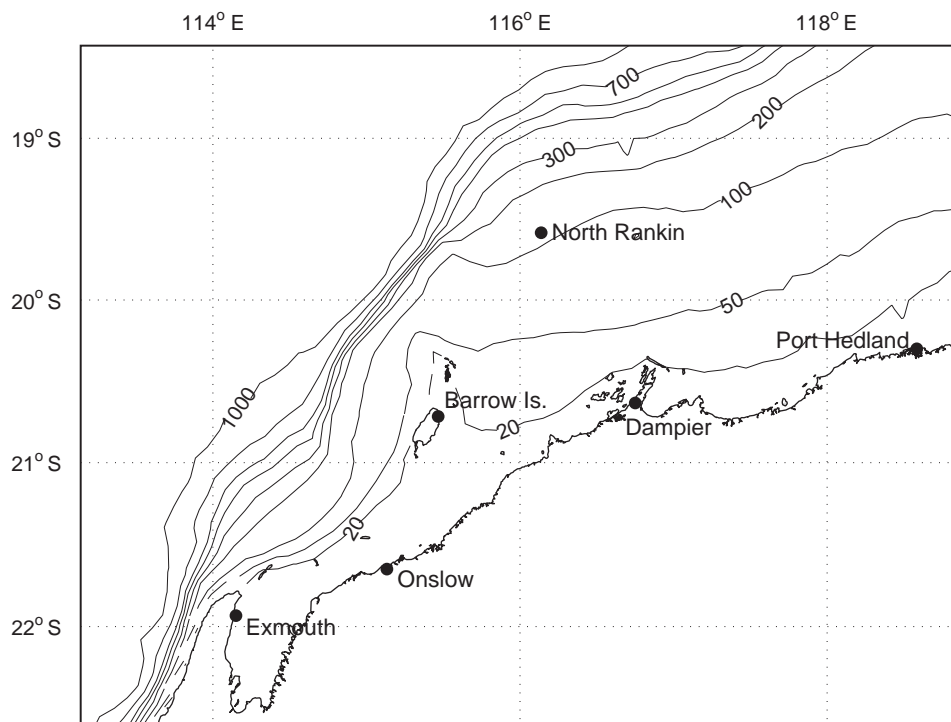 114° E 116° E 118° E
700
200
19° S
300
100
North Rankin
20° S
50
Port Hedland
1000
Barrow Is.
20
Dampier
21° S
20
Onslow
22° S
Exmouth